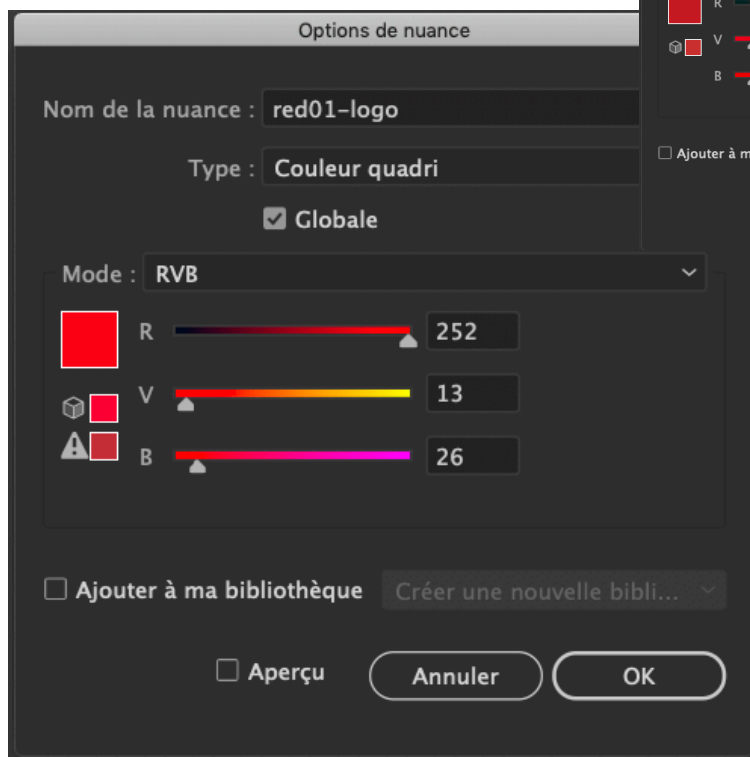 Options de nuance
Nom de la nuance : red01-logo
Type : Couleur quadri
Globale
Mode : RVB
R 252
V 13
B 26
Ajouter à ma bibliothèque Créer une nouvelle bibli...
Aperçu Annuler OK
R
V
B
Ajouter à m